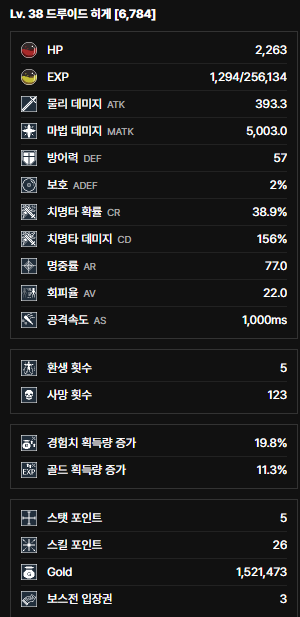 Lv. 38 드루이드 히게 [6,784]
HP 2,263
EXP 1,294/256,134
물리 데미지 ATK 393.3
마법 데미지 MATK 5,003.0
방어력 DEF 57
보호 ADEF 2%
치명타 확률 CR 38.9%
치명타 데미지 CD 156%
명중률 AR 77.0
회피율 AV 22.0
공격속도 AS 1,000ms
환생 횟수 5
사망 횟수 123
경험치 획득량 증가 19.8%
EXP 골드 획득량 증가 11.3%
스탯 포인트 5
스킬 포인트 26
Gold 1,521,473
보스전 입장권 3